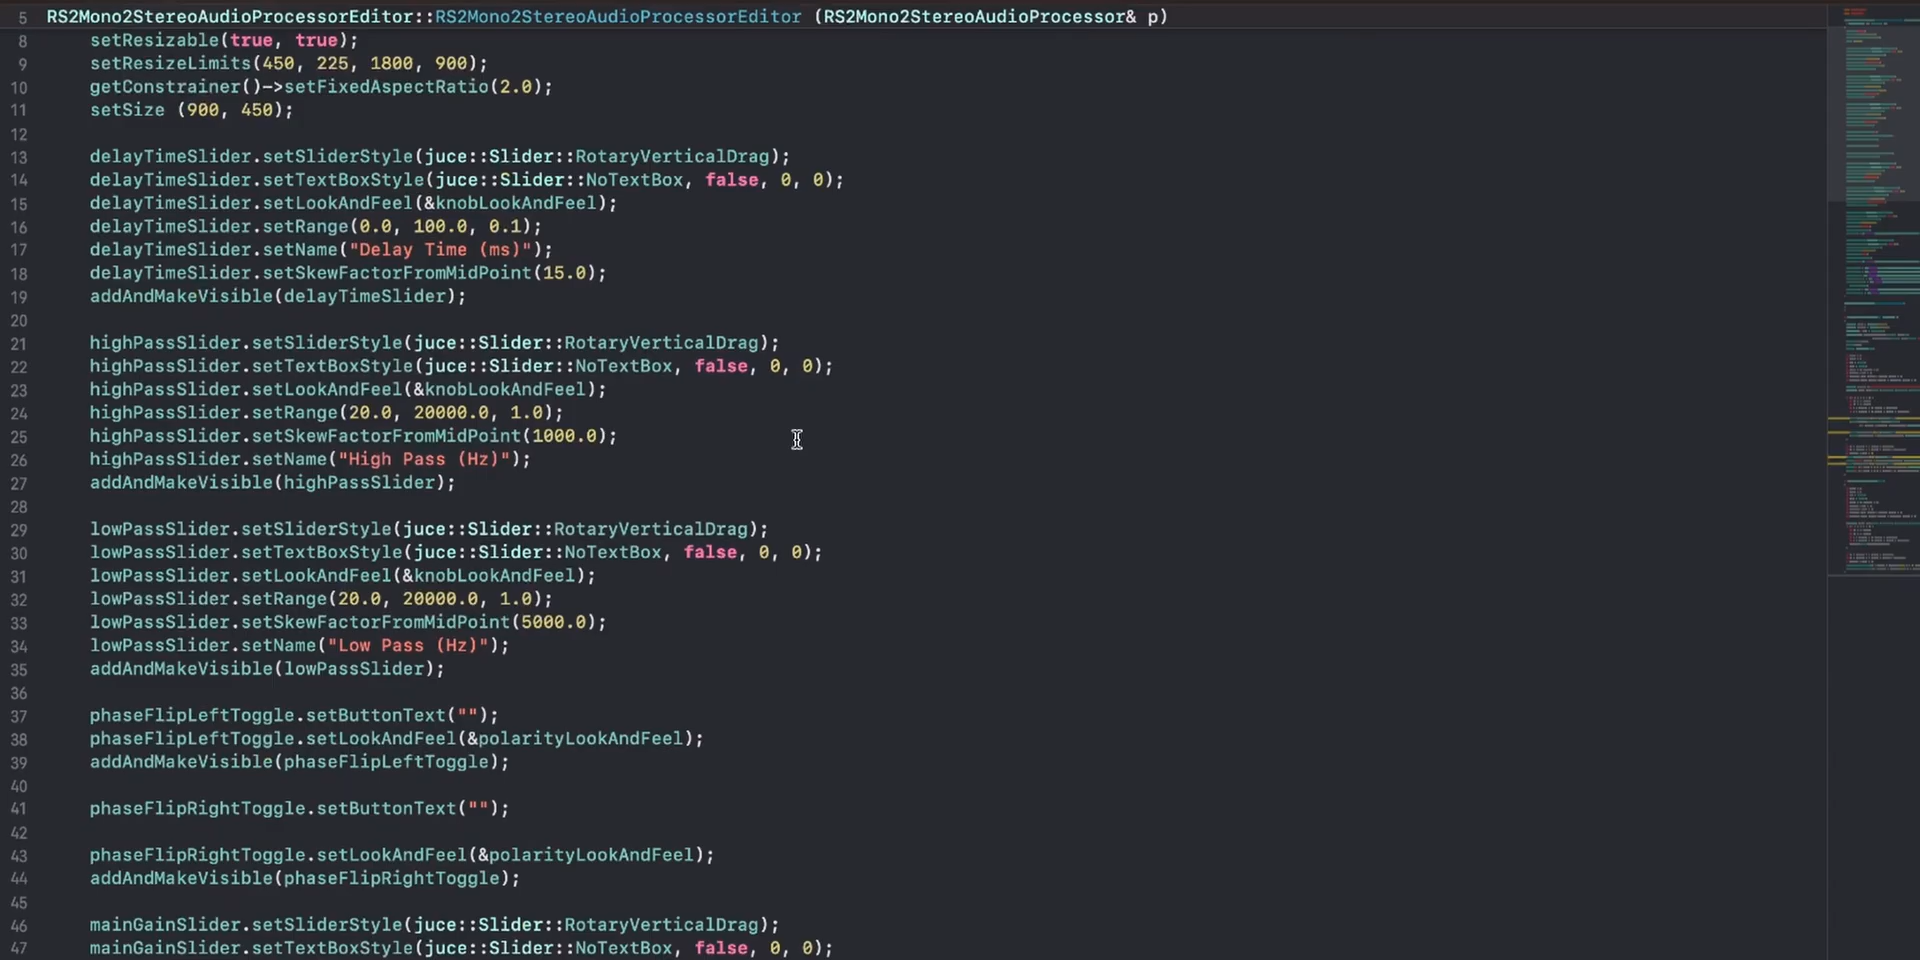 5 RS2Mono2StereoAudioProcessorEditor::RS2Mono2StereoAudioProcessorEditor (RS2Mono2StereoAudioProcessor& p)
8 setResizable(true, true);
9 setResizeLimits(450, 225, 1800, 900);
10 getConstrainer()->setFixedAspectRatio(2.0);
11 setSize (900, 450);
12
13 delayTimeSlider.setSliderStyle(juce::Slider::RotaryVerticalDrag);
14 delayTimeSlider.setTextBoxStyle(juce::Slider::NoTextBox, false, 0, 0);
15 delayTimeSlider.setLookAndFeel(&knobLookAndFeel);
16 delayTimeSlider.setRange(0.0, 100.0, 0.1);
17 delayTimeSlider.setName("Delay Time (ms)");
18 delayTimeSlider.setSkewFactorFromMidPoint(15.0);
19 addAndMakeVisible(delayTimeSlider);
20
21 highPassSlider.setSliderStyle(juce::Slider::RotaryVerticalDrag);
22 highPassSlider.setTextBoxStyle(juce::Slider::NoTextBox, false, 0, 0);
23 highPassSlider.setLookAndFeel(&knobLookAndFeel);
24 highPassSlider.setRange(20.0, 20000.0, 1.0);
25 highPassSlider.setSkewFactorFromMidPoint(1000.0);
26 highPassSlider.setName("High Pass (Hz)");
27 addAndMakeVisible(highPassSlider);
28
29 lowPassSlider.setSliderStyle(juce::Slider::RotaryVerticalDrag);
30 lowPassSlider.setTextBoxStyle(juce::Slider::NoTextBox, false, 0, 0);
31 lowPassSlider.setLookAndFeel(&knobLookAndFeel);
32 lowPassSlider.setRange(20.0, 20000.0, 1.0);
33 lowPassSlider.setSkewFactorFromMidPoint(5000.0);
34 lowPassSlider.setName("Low Pass (Hz)");
35 addAndMakeVisible(lowPassSlider);
36
37 phaseFlipLeftToggle.setButtonText("");
38 phaseFlipLeftToggle.setLookAndFeel(&polarityLookAndFeel);
39 addAndMakeVisible(phaseFlipLeftToggle);
40
41 phaseFlipRightToggle.setButtonText("");
42
43 phaseFlipRightToggle.setLookAndFeel(&polarityLookAndFeel);
44 addAndMakeVisible(phaseFlipRightToggle);
45
46 mainGainSlider.setSliderStyle(juce::Slider::RotaryVerticalDrag);
47 mainGainSlider.setTextBoxStyle(juce::Slider::NoTextBox, false, 0, 0);